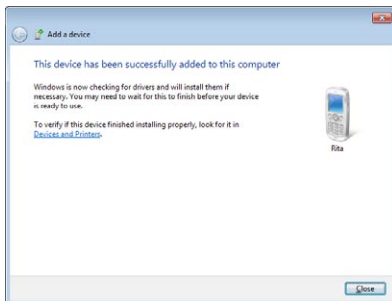 Add a device
This device has been successfully added to this computer
Windows is now checking for drivers and will install them if
necessary. You may need to wait for this to finish before your device
is ready to use.
To verify if this device finished installing properly, look for it in
Devices and Printers.
Rita
Close